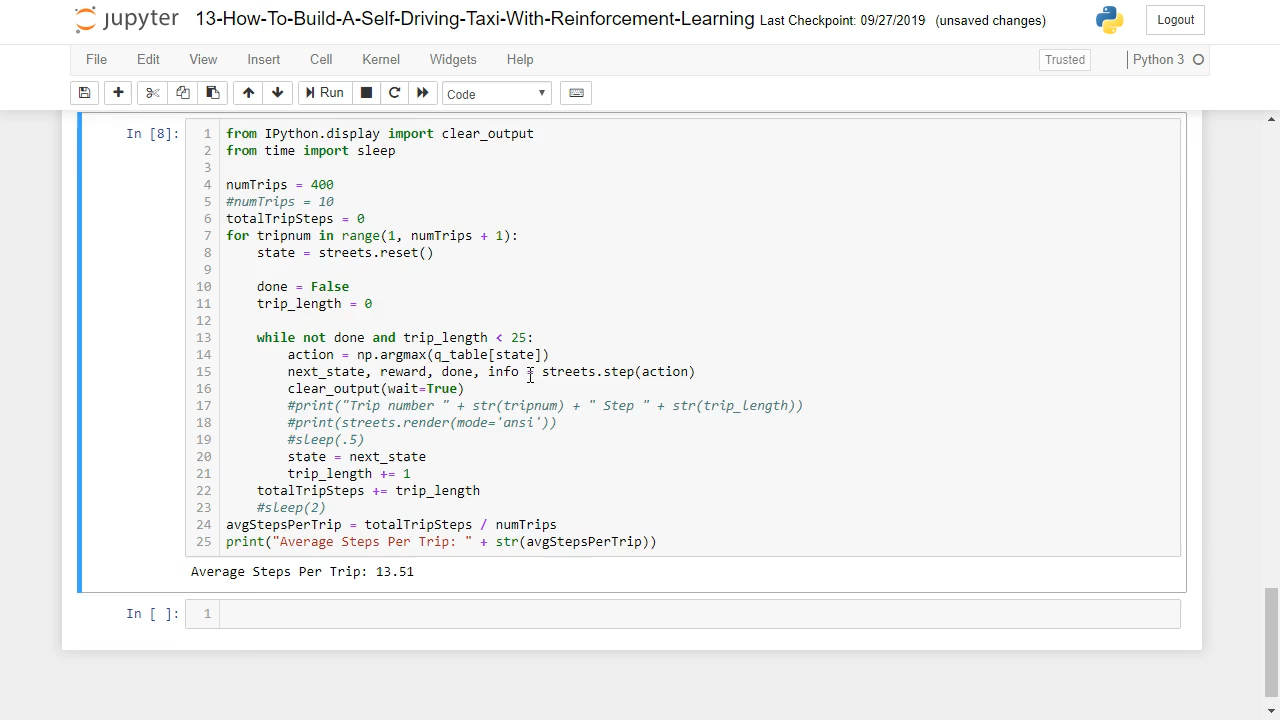 jupyter 13-How-To-Build-A-Self-Driving-Taxi-With-Reinforcement-Learning Last Checkpoint: 09/27/2019 (unsaved changes) Logout
File Edit View Insert Cell Kernel Widgets Help Trusted Python 3
Run Code
In [8]: 1 from IPython.display import clear_output
2 from time import sleep
3
4 numTrips = 400
5 #numTrips = 10
6 totalTripSteps = 0
7 for tripnum in range(1, numTrips + 1):
8     state = streets.reset()
9
10     done = False
11     trip_length = 0
12
13     while not done and trip_length < 25:
14         action = np.argmax(q_table[state])
15         next_state, reward, done, info = streets.step(action)
16         clear_output(wait=True)
17         #print("Trip number " + str(tripnum) + " Step " + str(trip_length))
18         #print(streets.render(mode='ansi'))
19         #sleep(.5)
20         state = next_state
21         trip_length += 1
22     totalTripSteps += trip_length
23     #sleep(2)
24 avgStepsPerTrip = totalTripSteps / numTrips
25 print("Average Steps Per Trip: " + str(avgStepsPerTrip))
Average Steps Per Trip: 13.51
In [ ]: 1